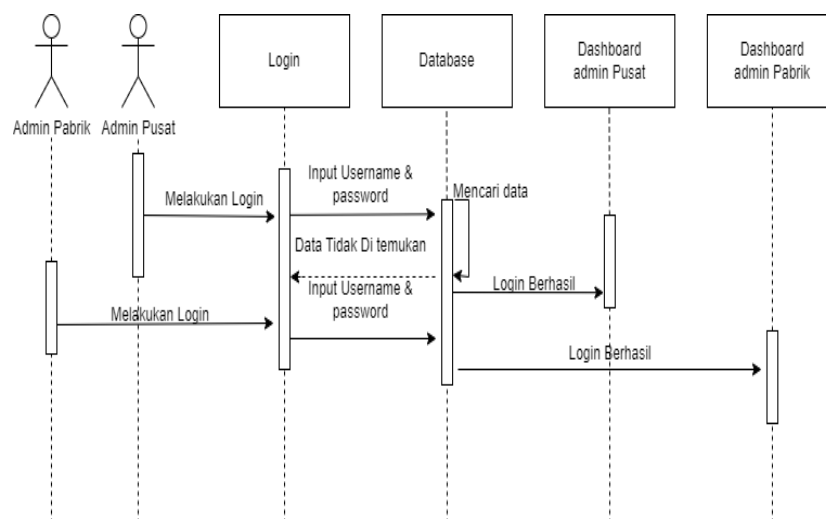 Admin Pabrik
Admin Pusat
Login
Database
Dashboard
admin Pusat
Dashboard
admin Pabrik
Melakukan Login
Input Username &
password
Mencari data
Data Tidak Di temukan
Login Berhasil
Melakukan Login
Input Username &
password
Login Berhasil